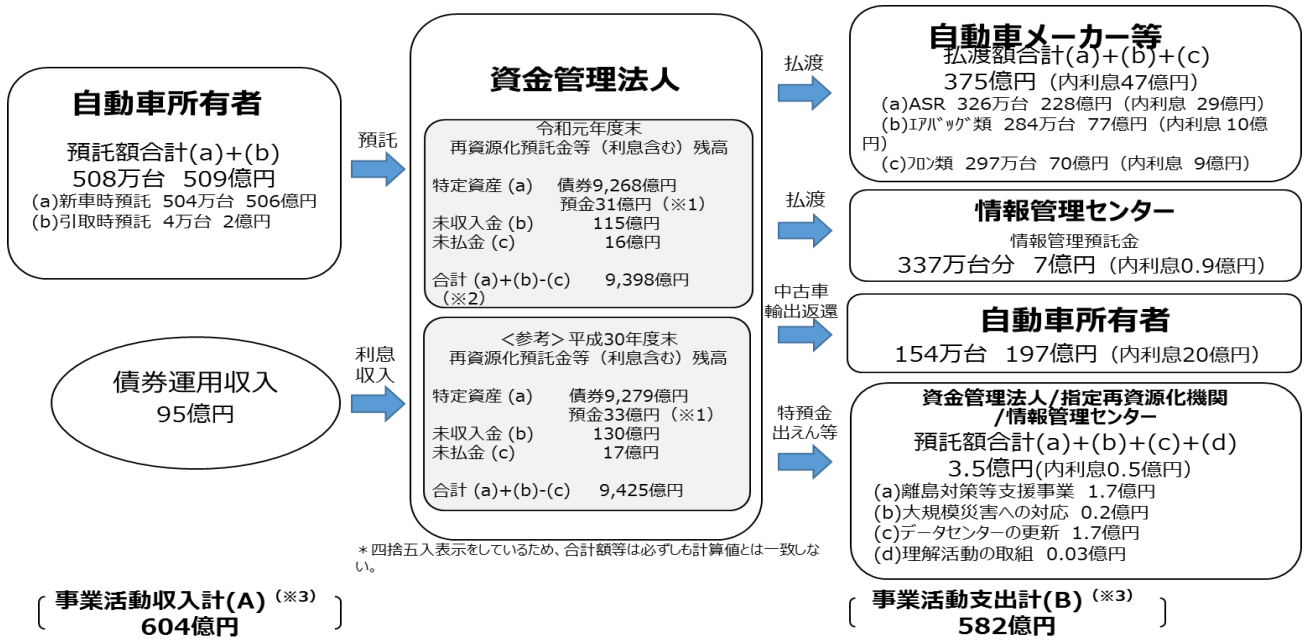 自動車所有者
預託額合計(a)+(b)
508万台 509億円
(a)新車時預託 504万台 506億円
(b)引取時預託 4万台 2億円
預託
債券運用収入
95億円
利息
収入
資金管理法人
令和元年度末
再資源化預託金等（利息含む）残高
特定資産 (a) 債券9,268億円
預金31億円（※1）
未収入金 (b) 115億円
未払金 (c) 16億円
合計 (a)+(b)-(c) 9,398億円
（※2）
＜参考＞平成30年度末
再資源化預託金等（利息含む）残高
特定資産 (a) 債券9,279億円
預金33億円（※1）
未収入金 (b) 130億円
未払金 (c) 17億円
合計 (a)+(b)-(c) 9,425億円
＊四捨五入表示をしているため、合計額等は必ずしも計算値とは一致しな
い。
払渡
自動車メーカー等
払渡額合計(a)+(b)+(c)
375億円（内利息47億円）
(a)ASR 326万台 228億円（内利息 29億円）
(b)ｴｱﾊﾞｯｸﾞ類 284万台 77億円（内利息 10億
円）
(c)ﾌﾛﾝ類 297万台 70億円（内利息 9億円）
払渡
情報管理センター
情報管理預託金
337万台分 7億円（内利息0.9億円）
中古車
輸出返還
自動車所有者
154万台 197億円（内利息20億円）
特預金
出えん等
資金管理法人/指定再資源化機関
/情報管理センター
預託額合計(a)+(b)+(c)+(d)
3.5億円(内利息0.5億円）
(a)離島対策等支援事業 1.7億円
(b)大規模災害への対応 0.2億円
(c)データセンターの更新 1.7億円
(d)理解活動の取組 0.03億円
事業活動収入計(A)（※3）
604億円
事業活動支出計(B)（※3）
582億円